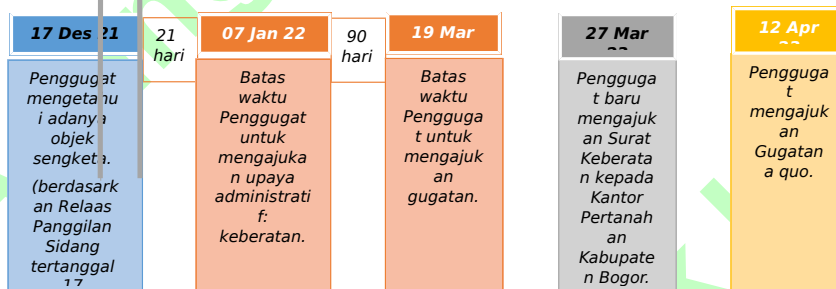 17 Des 21
Penggugat
mengetahu
i adanya
objek
sengketa.
(berdasark
an Relaas
Panggilan
Sidang
tertanggal
17
21
hari
07 Jan 22
Batas
waktu
Penggugat
untuk
mengajuka
n upaya
administrati
f:
keberatan.
90
hari
19 Mar
Batas
waktu
Pengguga
t untuk
mengajuk
an
gugatan.
27 Mar
Pengguga
t baru
mengajuk
an Surat
Keberata
n kepada
Kantor
Pertanah
an
Kabupate
n Bogor.
12 Apr
Pengguga
t
mengajuk
an
Gugatan
a quo.